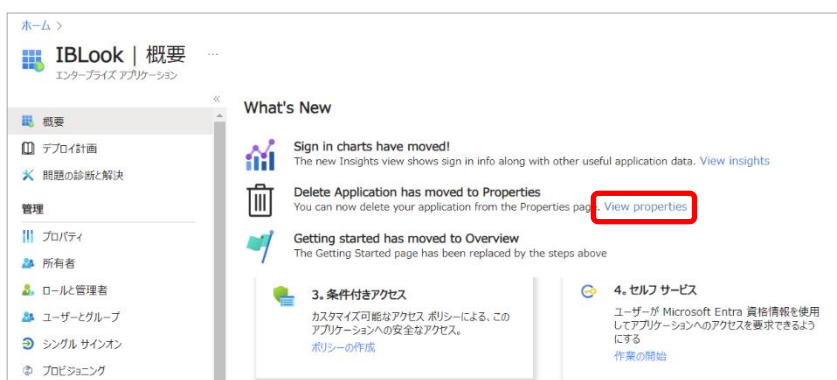 ホーム >
IBLook | 概要 …
エンタープライズ アプリケーション
«
概要
デプロイ計画
問題の診断と解決
管理
プロパティ
所有者
ロールと管理者
ユーザーとグループ
シングル サインオン
プロビジョニング
What's New
Sign in charts have moved!
The new Insights view shows sign in info along with other useful application data. View insights
Delete Application has moved to Properties
You can now delete your application from the Properties page. View properties
Getting started has moved to Overview
The Getting Started page has been replaced by the steps above
3。条件付きアクセス
カスタマイズ可能なアクセス ポリシーによる、この
アプリケーションへの安全なアクセス。
ポリシーの作成
4。セルフ サービス
ユーザーが Microsoft Entra 資格情報を使用
してアプリケーションへのアクセスを要求できるよう
にする
作業の開始